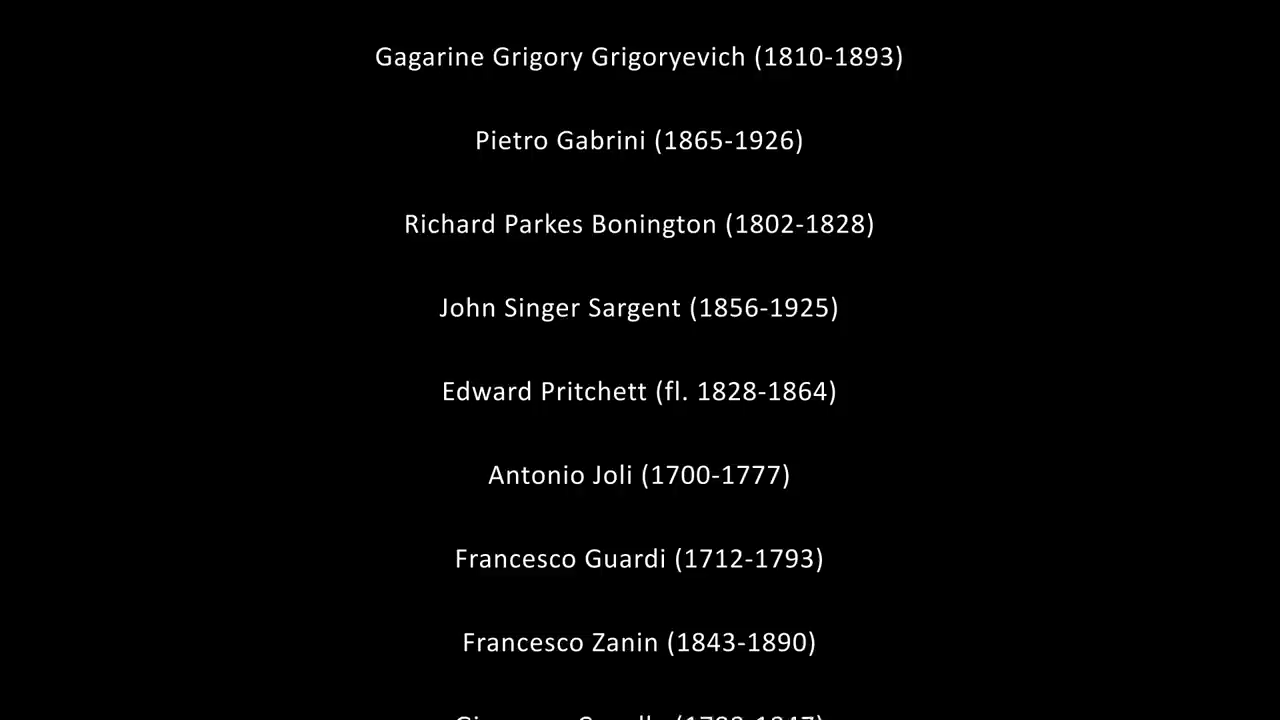 Gagarine Grigory Grigoryevich (1810-1893)
Pietro Gabrini (1865-1926)
Richard Parkes Bonington (1802-1828)
John Singer Sargent (1856-1925)
Edward Pritchett (fl. 1828-1864)
Antonio Joli (1700-1777)
Francesco Guardi (1712-1793)
Francesco Zanin (1843-1890)